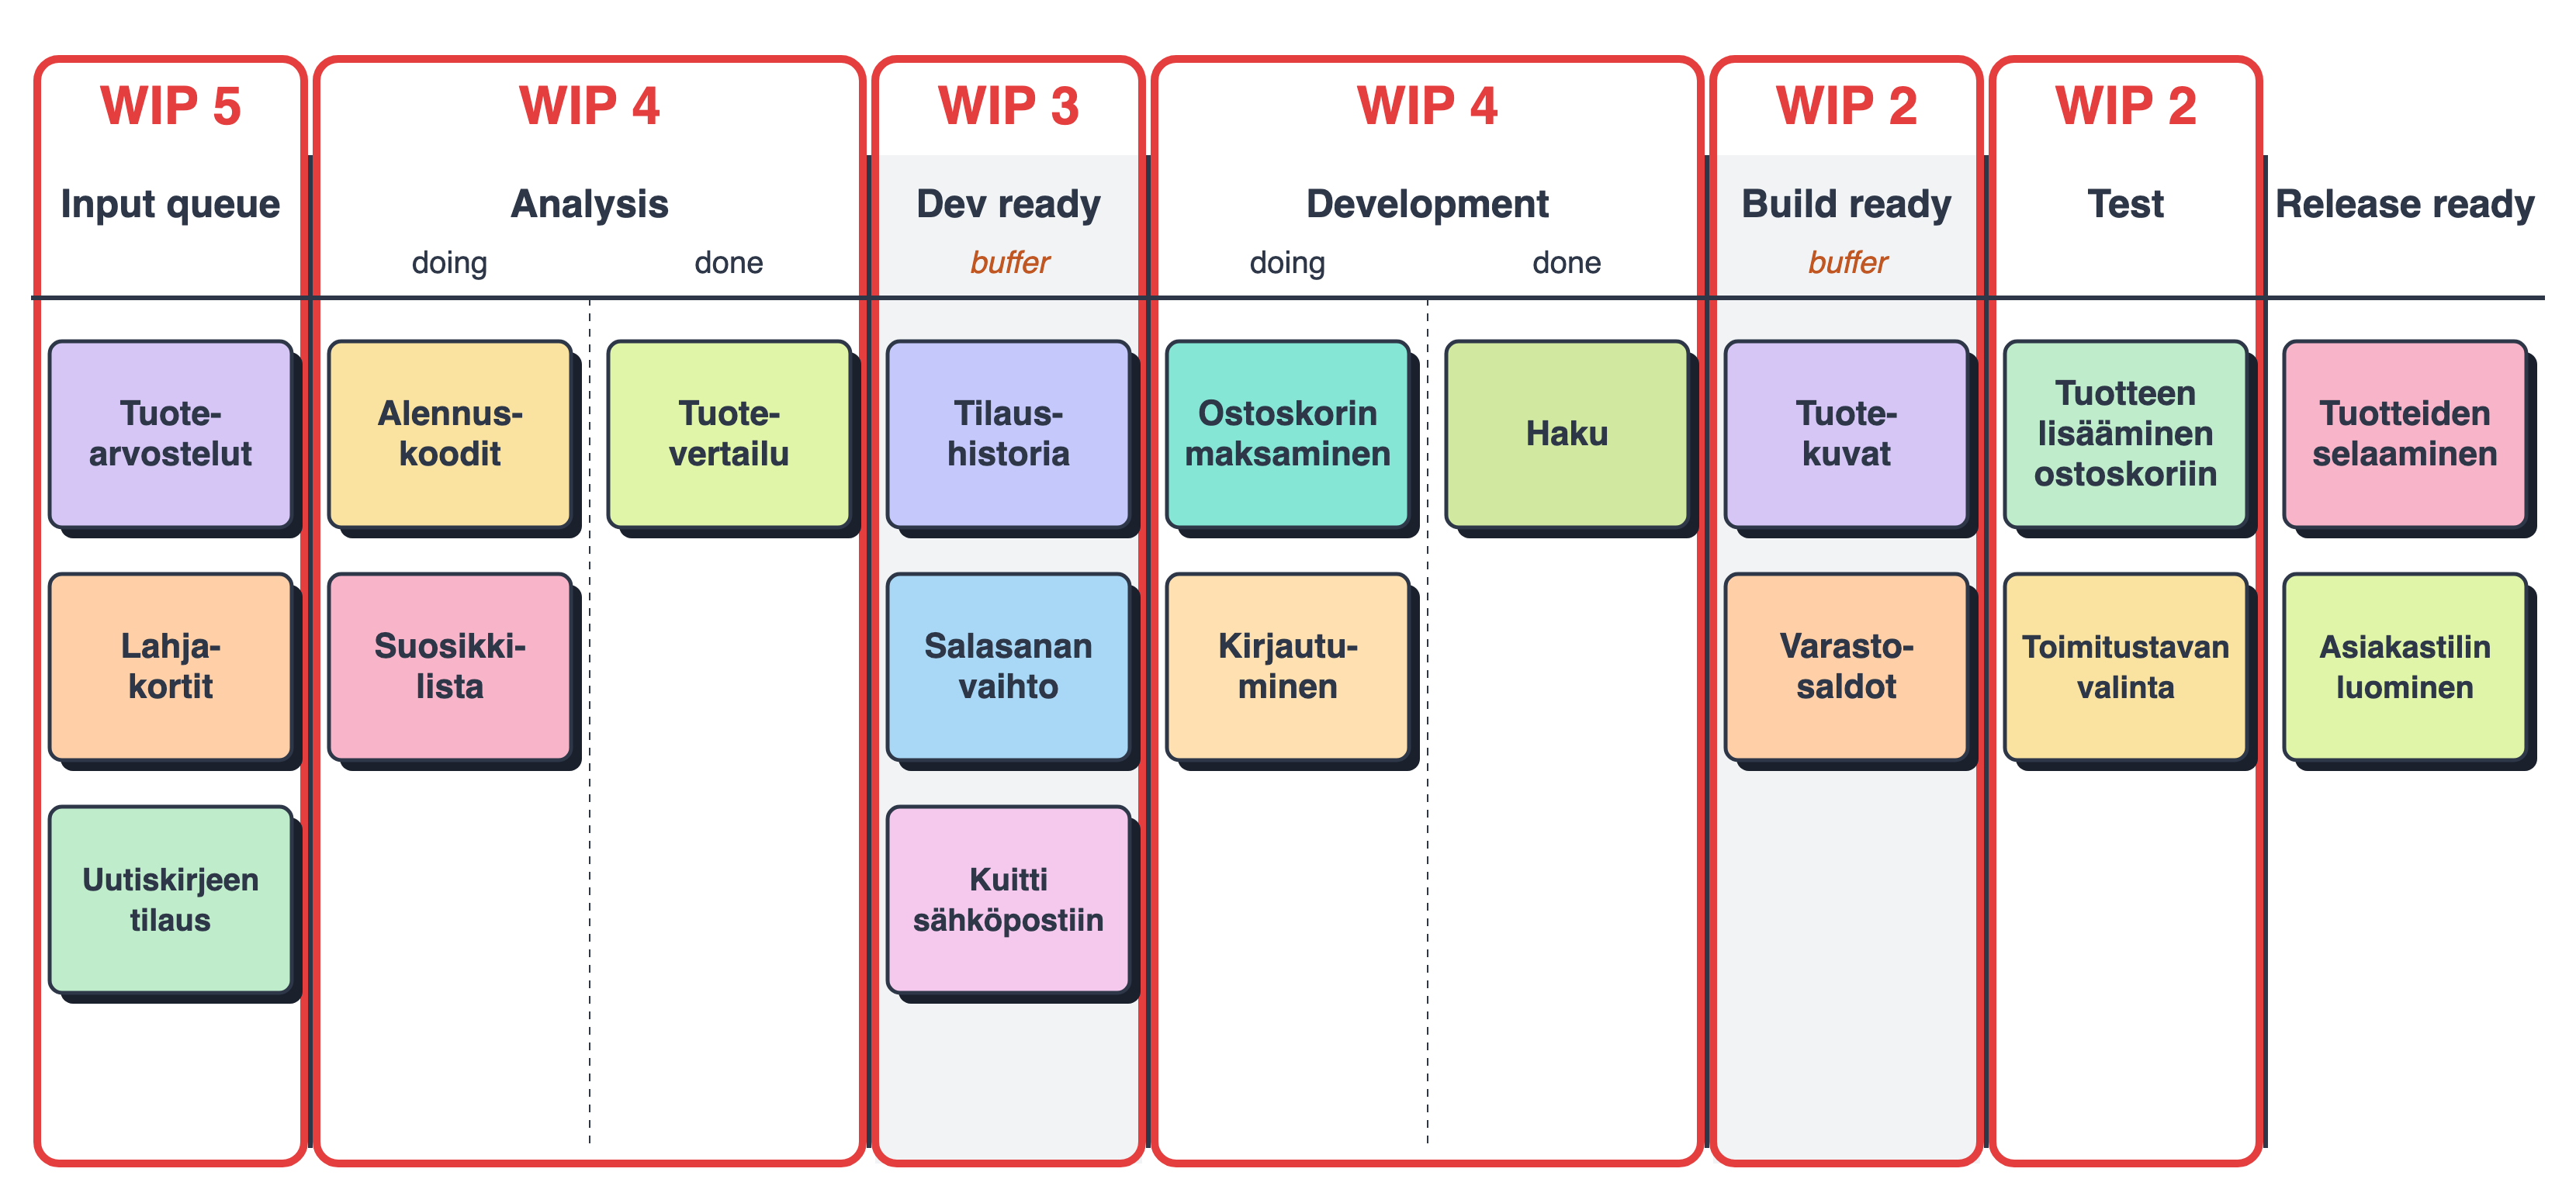 WIP 5
WIP 4
WIP 3
WIP 4
WIP 2
WIP 2
Input queue
Analysis
Dev ready
Development
Build ready
Test
Release ready
doing
done
buffer
doing
done
buffer
Tuote-
arvostelut
Alennus-
koodit
Tuote-
vertailu
Tilaus-
historia
Ostoskorin
maksaminen
Haku
Tuote-
kuvat
Tuotteen
lisääminen
ostoskoriin
Tuotteiden
selaaminen
Lahja-
kortit
Suosikki-
lista
Salasanan
vaihto
Kirjautu-
minen
Varasto-
saldot
Toimitustavan
valinta
Asiakastilin
luominen
Uutiskirjeen
tilaus
Kuitti
sähköpostiin